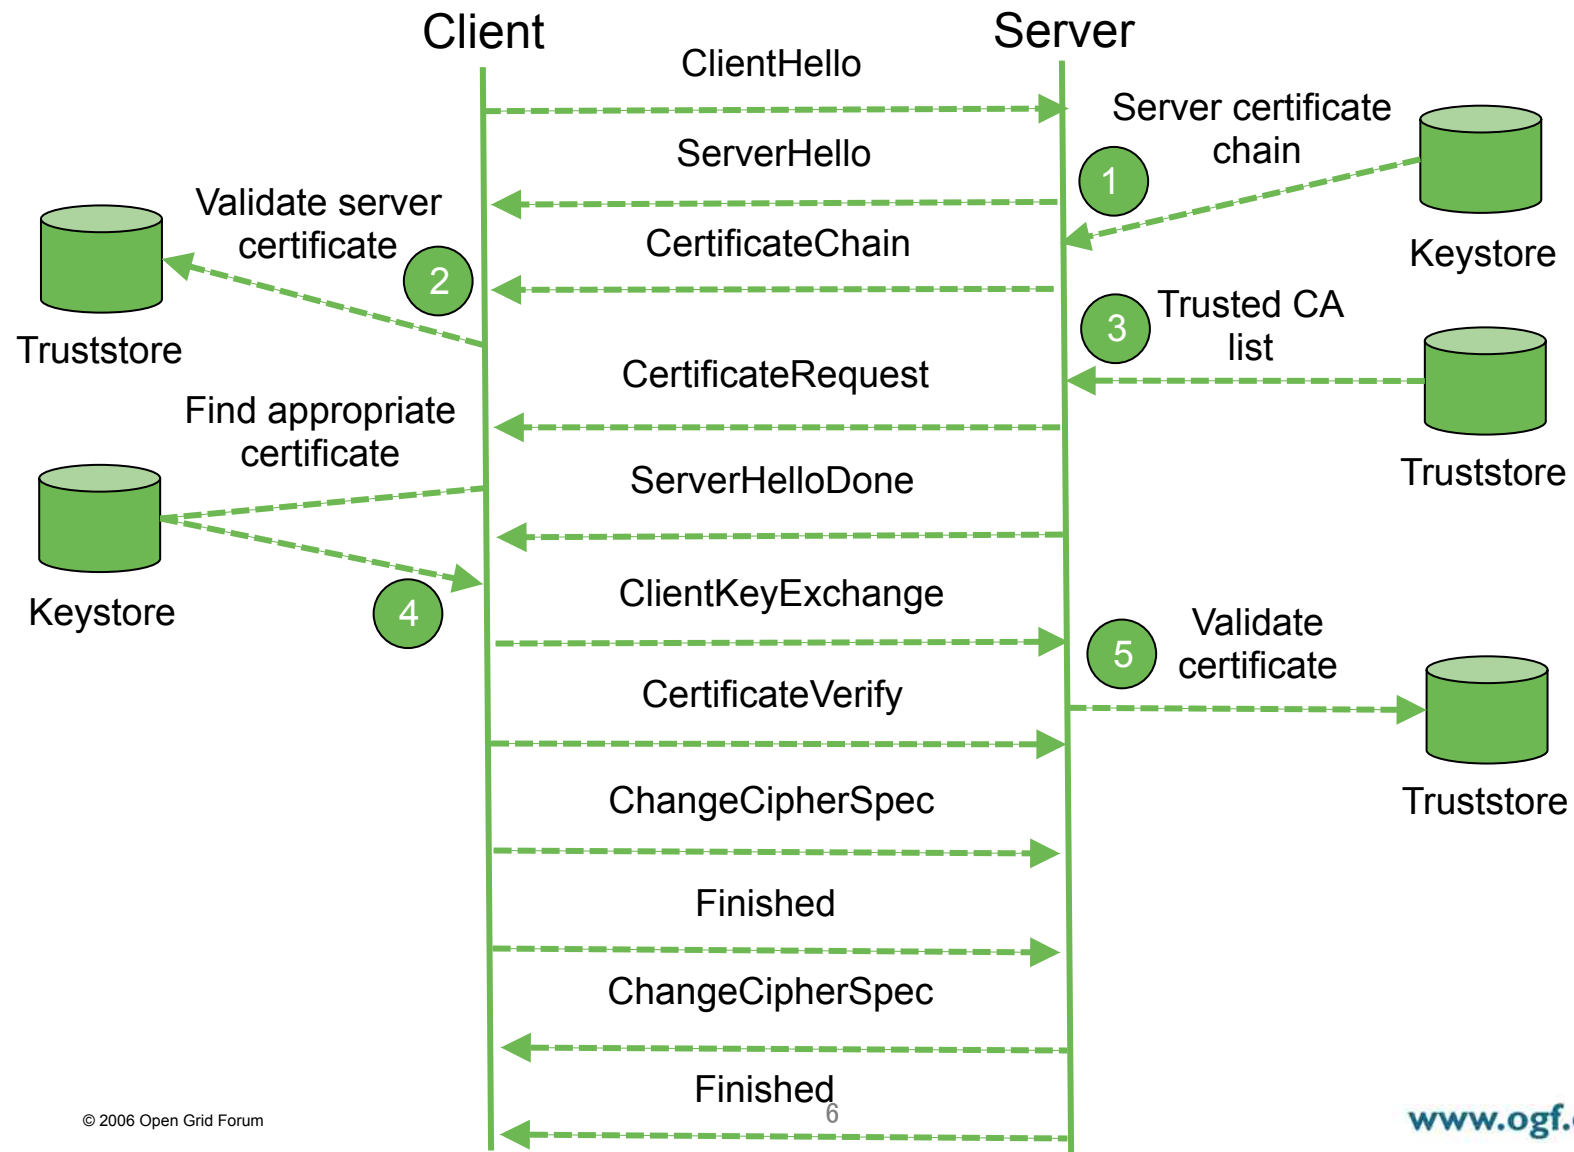 Client
Server
ClientHello
Server certificate
chain
ServerHello
1
Validate server
certificate
CertificateChain
Keystore
2
Trusted CA
list
3
Truststore
CertificateRequest
Find appropriate
certificate
ServerHelloDone
Truststore
ClientKeyExchange
Keystore
4
Validate
certificate
5
CertificateVerify
ChangeCipherSpec
Truststore
Finished
ChangeCipherSpec
Finished
6
© 2006 Open Grid Forum
www.ogf.